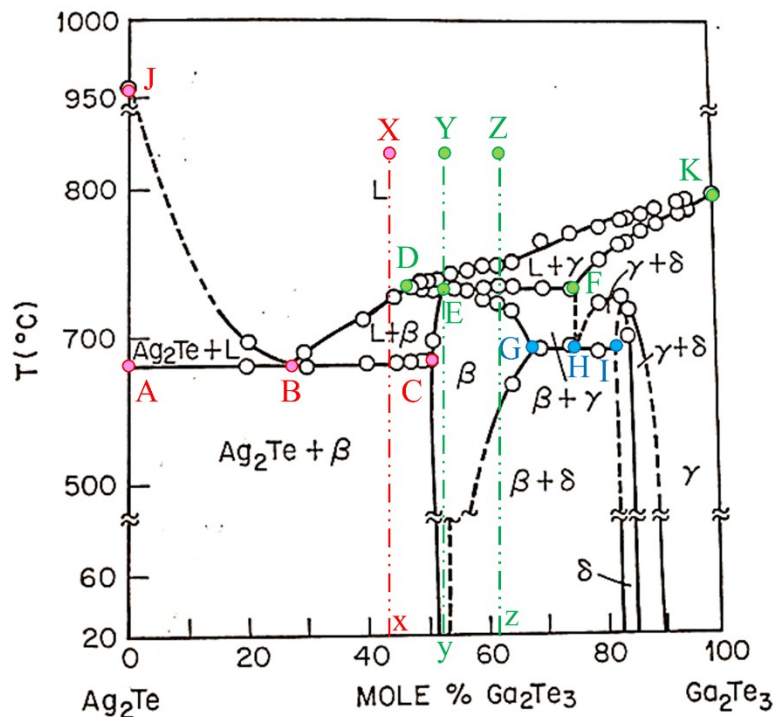 1000
J
950
X
Y
Z
K
800
L
D
L+γ
F
γ+δ
E
L+β
T(°C)
700
Ag₂Te+L
G
γ+δ
A
B
C
β
H
I
β+γ
Ag₂Te+β
β+δ
γ
500
60
δ
20
x
y
z
0
20
40
60
80
100
Ag₂Te
MOLE % Ga₂Te₃
Ga₂Te₃